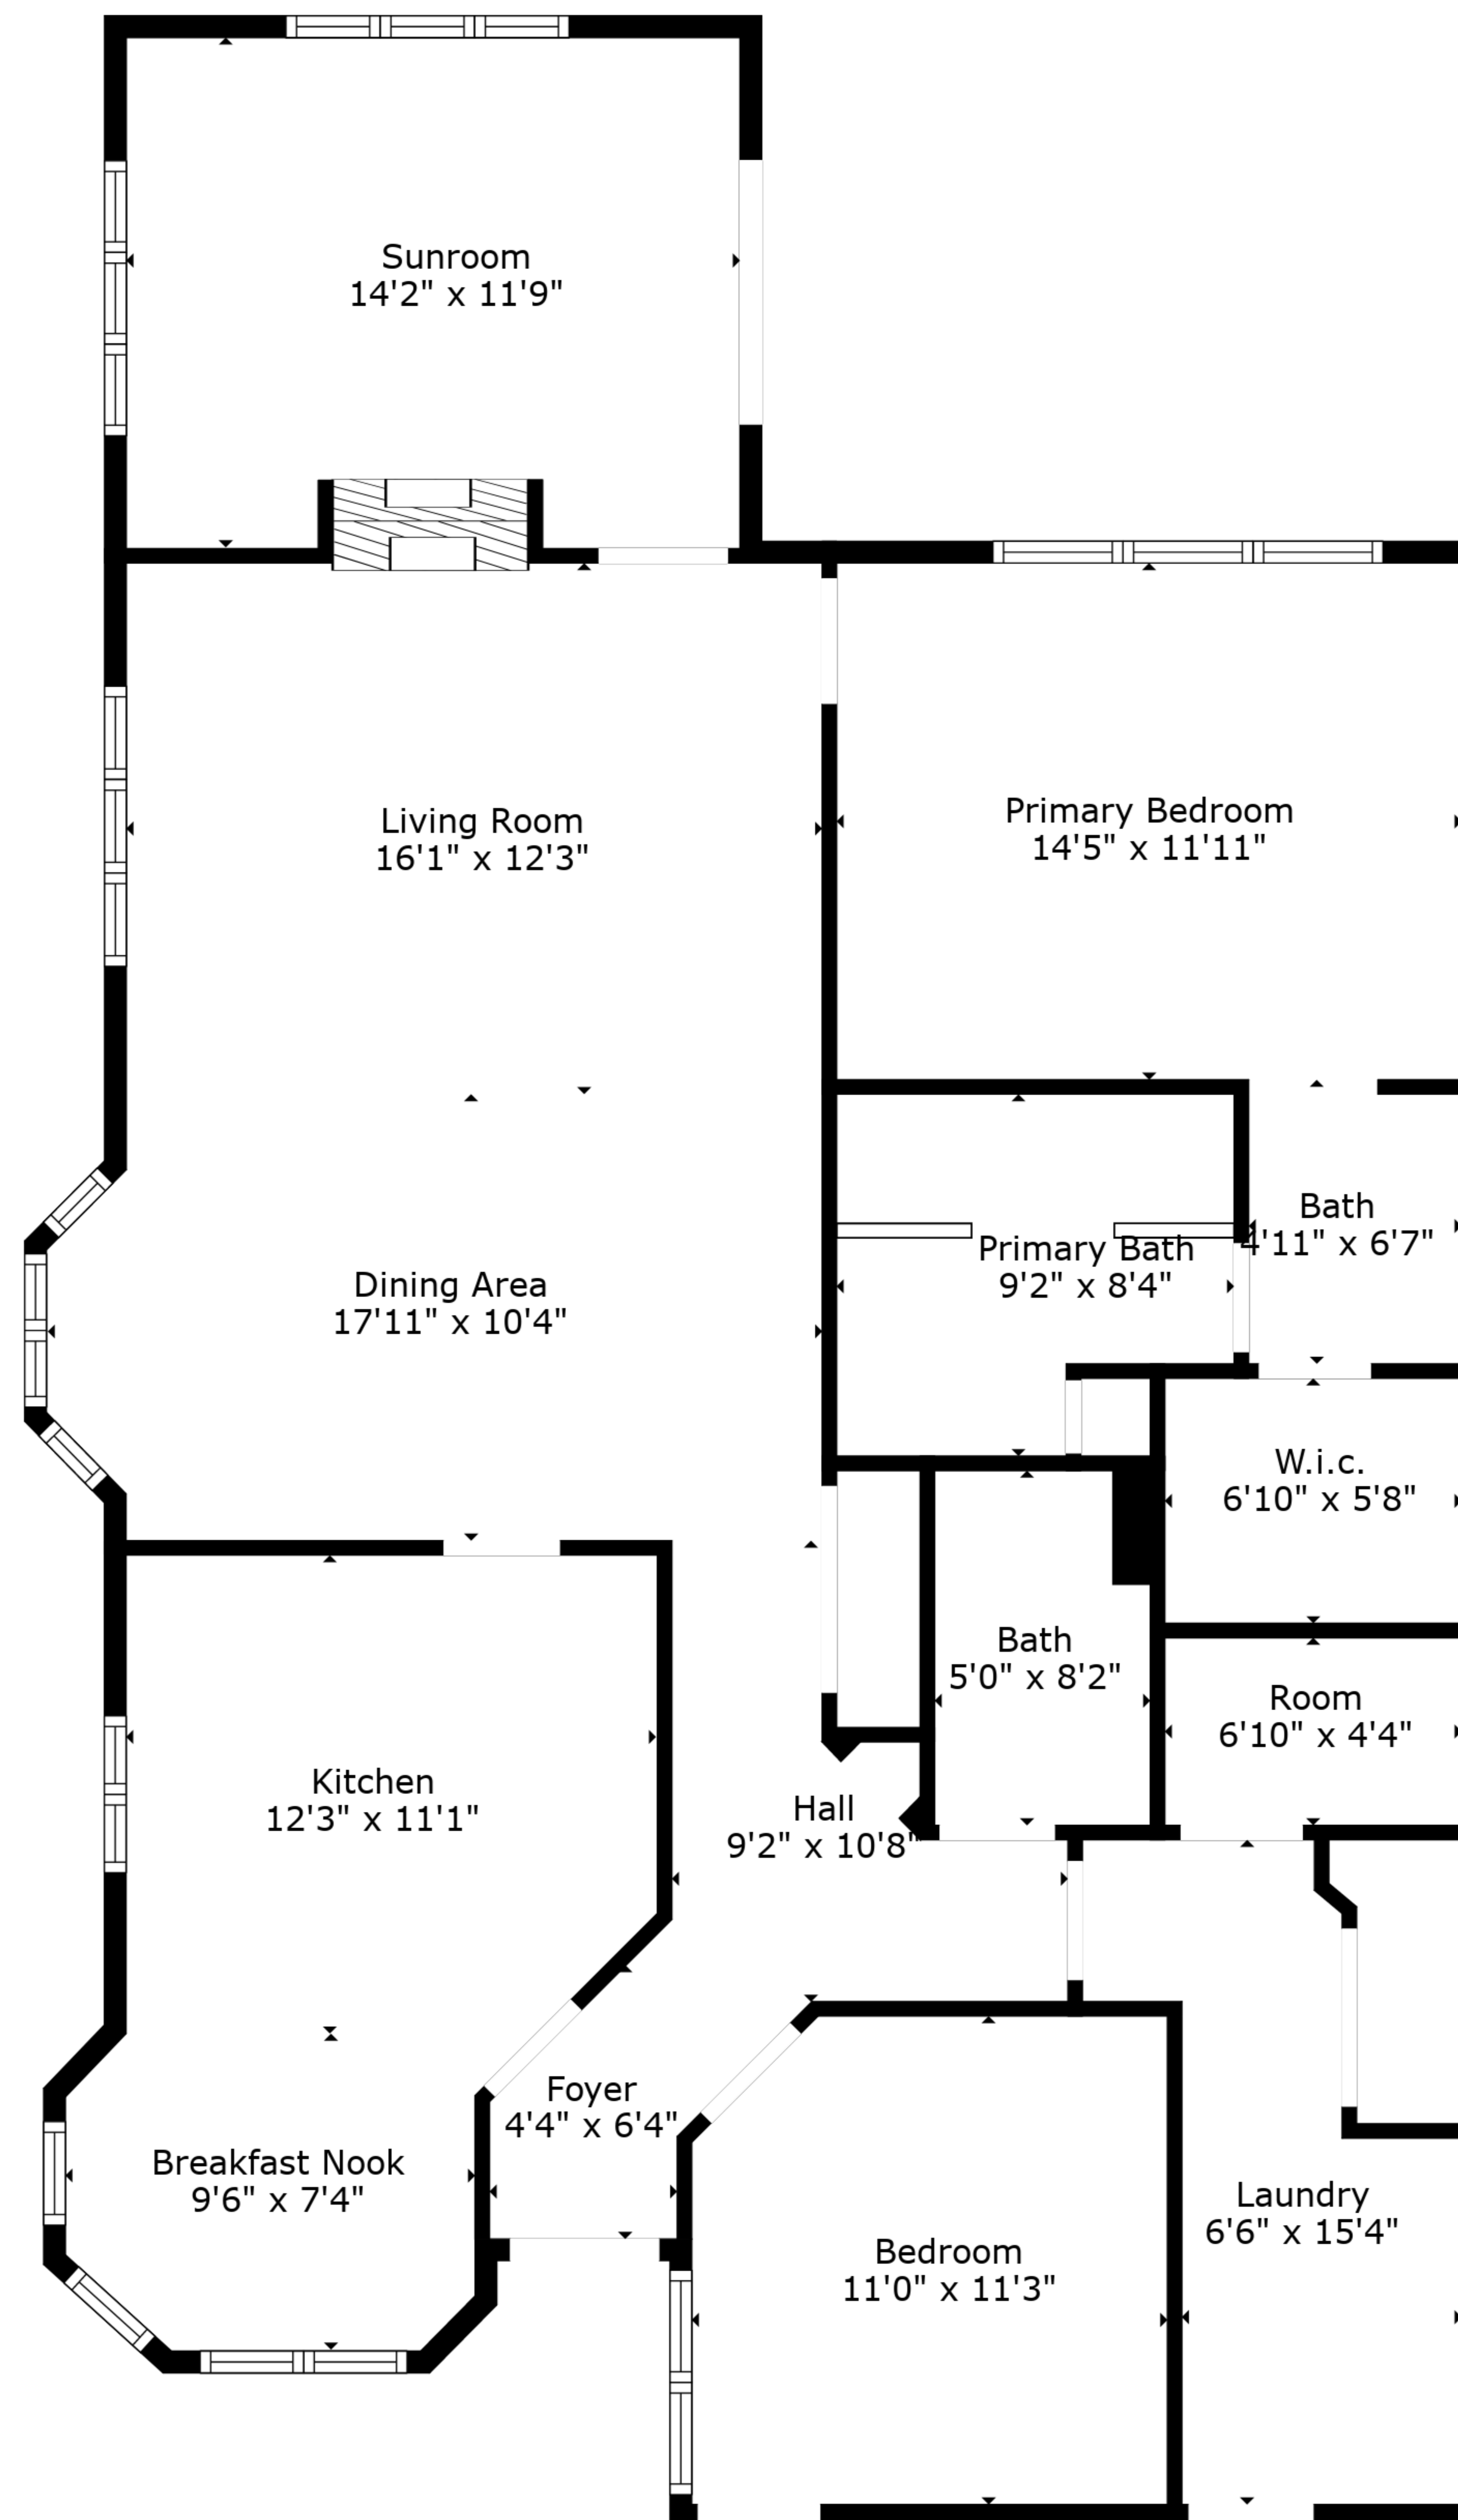 Sunroom
14'2" x 11'9"
Living Room
16'1" x 12'3"
Primary Bedroom
14'5" x 11'11"
Bath
4'11" x 6'7"
Primary Bath
9'2" x 8'4"
Dining Area
17'11" x 10'4"
W.i.c.
6'10" x 5'8"
Bath
5'0" x 8'2"
Room
6'10" x 4'4"
Kitchen
12'3" x 11'1"
Hall
9'2" x 10'8"
Foyer
4'4" x 6'4"
Breakfast Nook
9'6" x 7'4"
Laundry
6'6" x 15'4"
Bedroom
11'0" x 11'3"